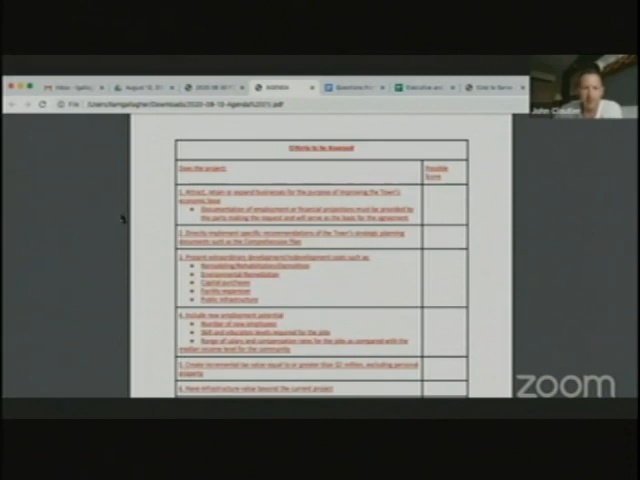 AGENDA
File
John Cloutier
Criteria to be Assessed
Does the project:
Possible
Score
1. Attract, retain or expand businesses for the purpose of improving the Town's
economic base
Documentation of employment or financial projections must be provided
by the party making the request and will serve as the basis for the agreement
2. Directly implement specific recommendations of the Town's strategic planning
documents such as the Comprehensive Plan
3. Present extraordinary development/redevelopment costs such as:
Remodeling/Rehabilitation/Demolition
Environmental Remediation
Capital purchases
Facility expansion
Public infrastructure
4. Include new employment potential
Number of new employees
Skill and education levels required for the jobs
Range of salary and compensation rates for the jobs as compared with the
median income level for the community
5. Create incremental tax value equal to or greater than $2 million, excluding personal
property
6. Have infrastructure value beyond the current project
zoom